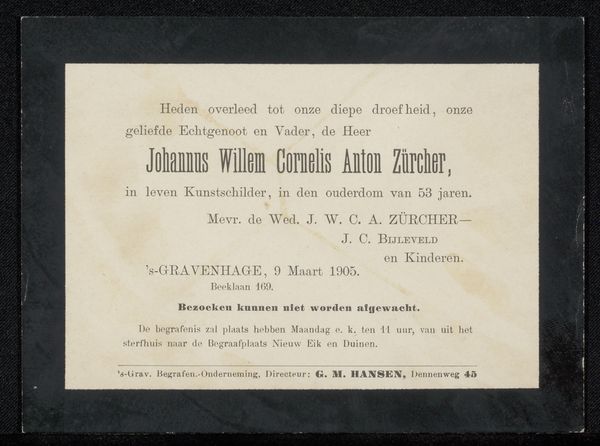 Heden overleed tot onze diepe droefheid, onze
geliefde Echtgenoot en Vader, de Heer
Johannus Willem Cornelis Anton Zürcher,
in leven Kunstschilder, in den ouderdom van 53 jaren.
Mevr. de Wed. J. W. C. A. ZÜRCHER—
J. C. BIJLEVELD
en Kinderen.
's-GRAVENHAGE, 9 Maart 1905.
Beeklaan 169.
Bezoeken kunnen niet worden afgewacht.
De begrafenis zal plaats hebben Maandag e. k. ten 11 uur, van uit het
sterfhuis naar de Begraafplaats Nieuw Eik en Duinen.
's-Grav. Begrafen.-Onderneming, Directeur: G. M. HANSEN, Dennenweg 45